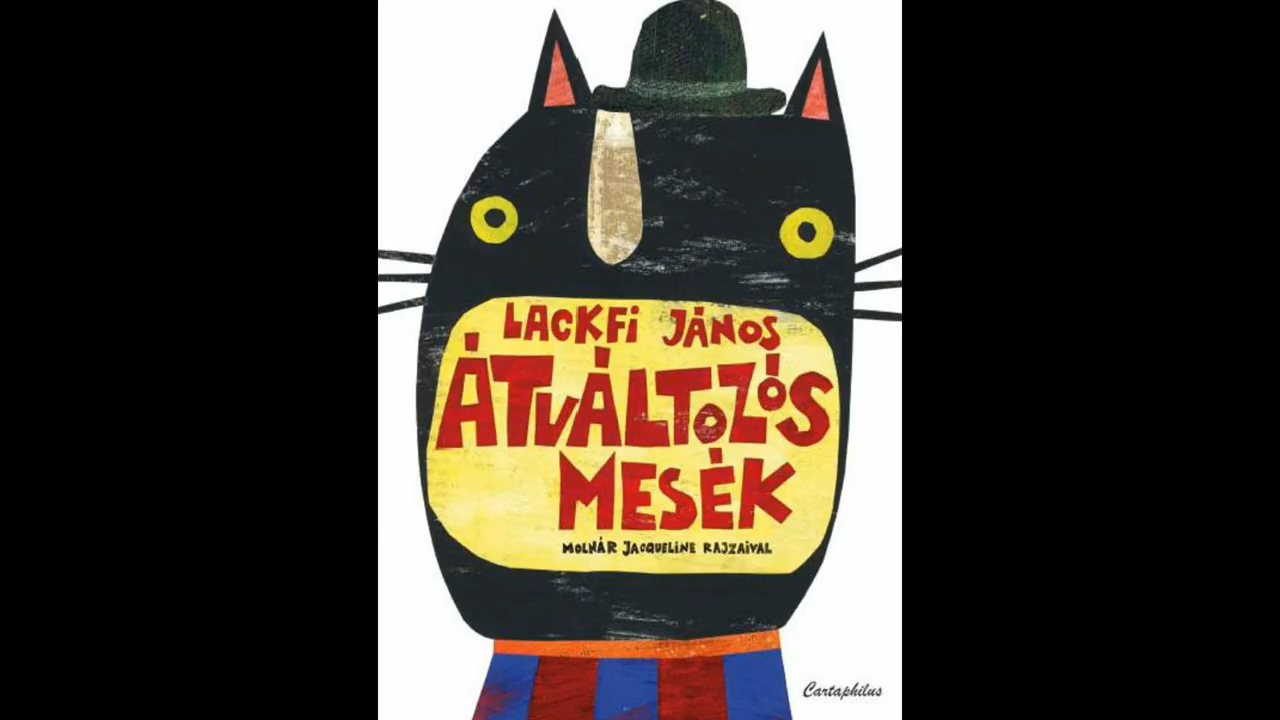 LACKFi JÁNOS
ÁTVÁLTOZÓS
MESÉK
MOLNÁR JACQUELINE RAJZAIVAL
Cartaphilus